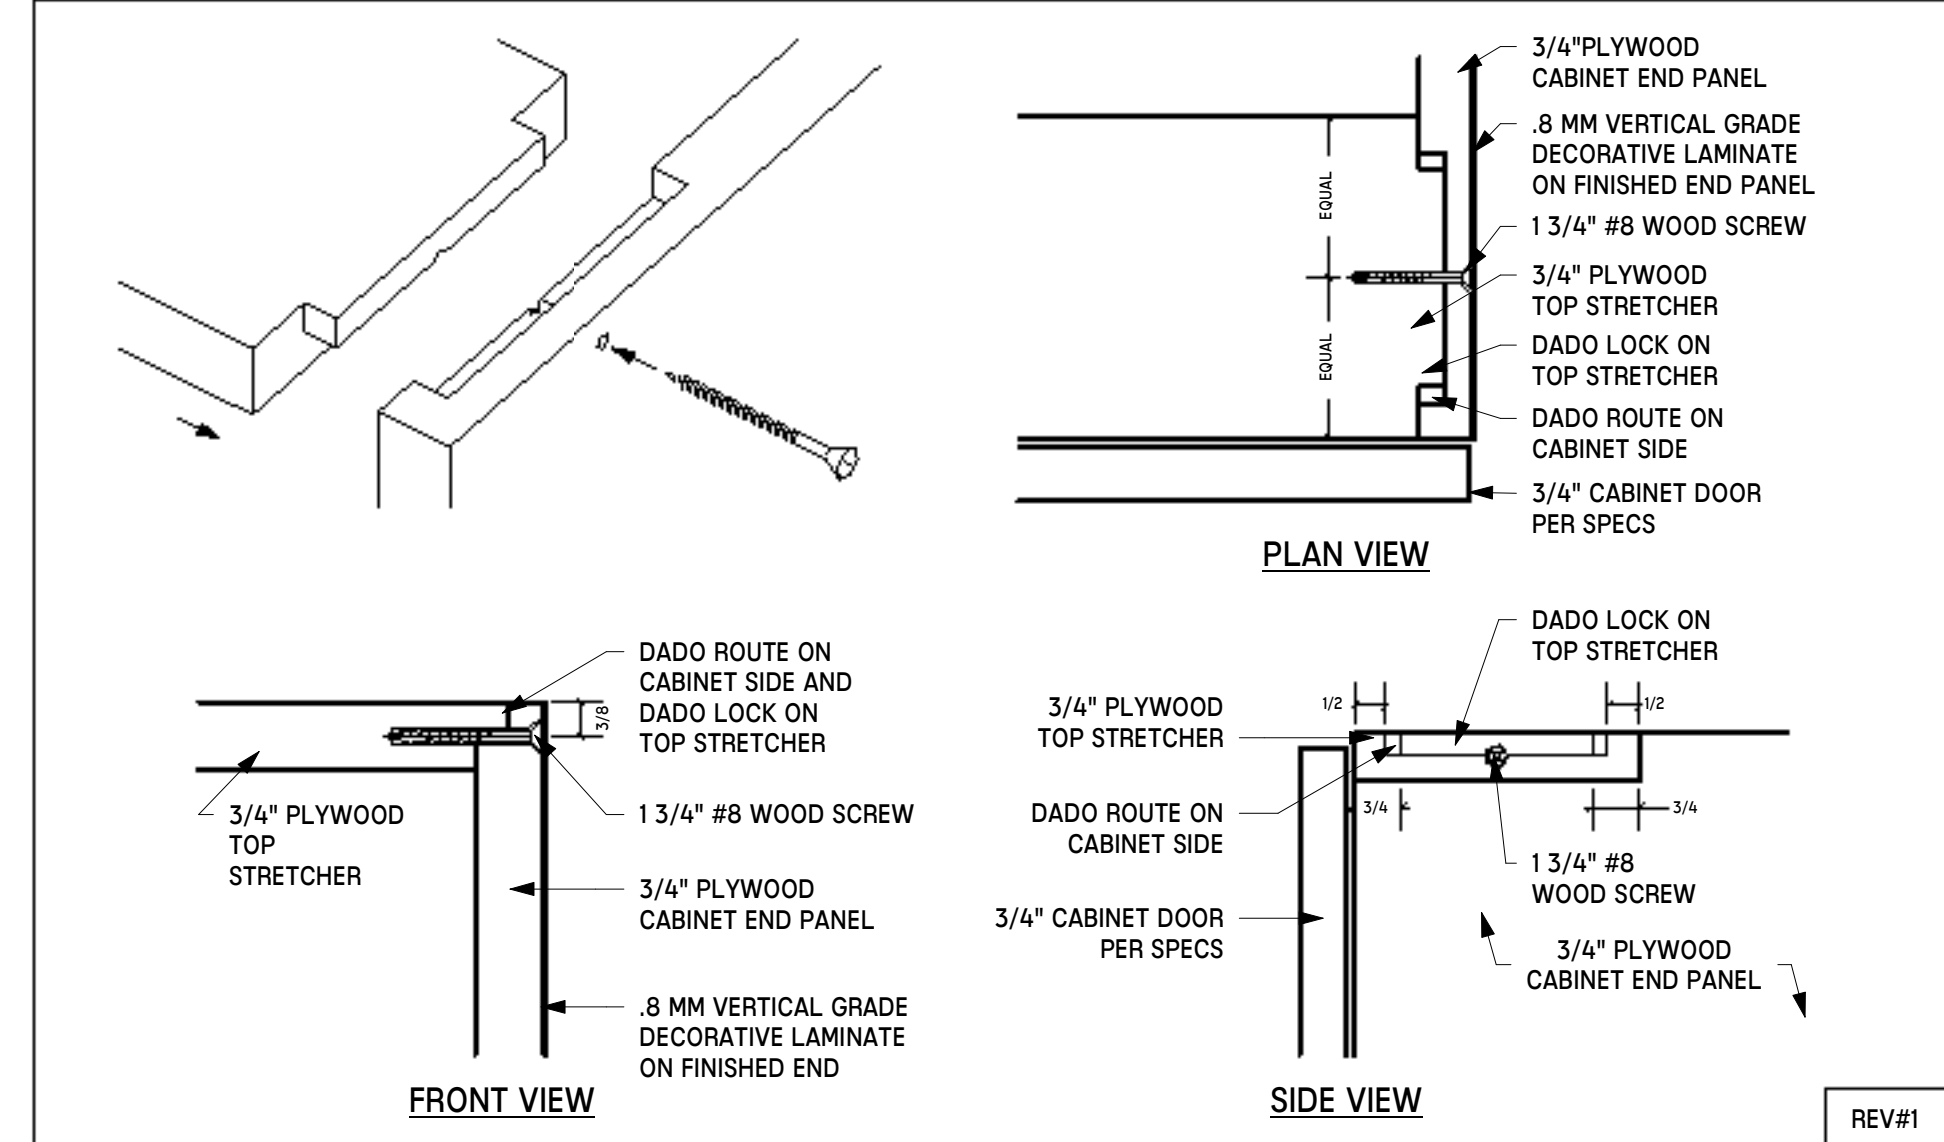 3/4"PLYWOOD
CABINET END PANEL
.8 MM VERTICAL GRADE
DECORATIVE LAMINATE
ON FINISHED END PANEL
1 3/4" #8 WOOD SCREW
3/4" PLYWOOD
TOP STRETCHER
DADO LOCK ON
TOP STRETCHER
DADO ROUTE ON
CABINET SIDE
3/4" CABINET DOOR
PER SPECS
EQUAL
EQUAL
PLAN VIEW
DADO ROUTE ON
CABINET SIDE AND
DADO LOCK ON
TOP STRETCHER
3/8
3/4" PLYWOOD
TOP
STRETCHER
1 3/4" #8 WOOD SCREW
3/4" PLYWOOD
CABINET END PANEL
.8 MM VERTICAL GRADE
DECORATIVE LAMINATE
ON FINISHED END
FRONT VIEW
DADO LOCK ON
TOP STRETCHER
3/4" PLYWOOD
TOP STRETCHER
1/2
1/2
DADO ROUTE ON
CABINET SIDE
3/4
3/4
1 3/4" #8
WOOD SCREW
3/4" CABINET DOOR
PER SPECS
3/4" PLYWOOD
CABINET END PANEL
SIDE VIEW
REV#1